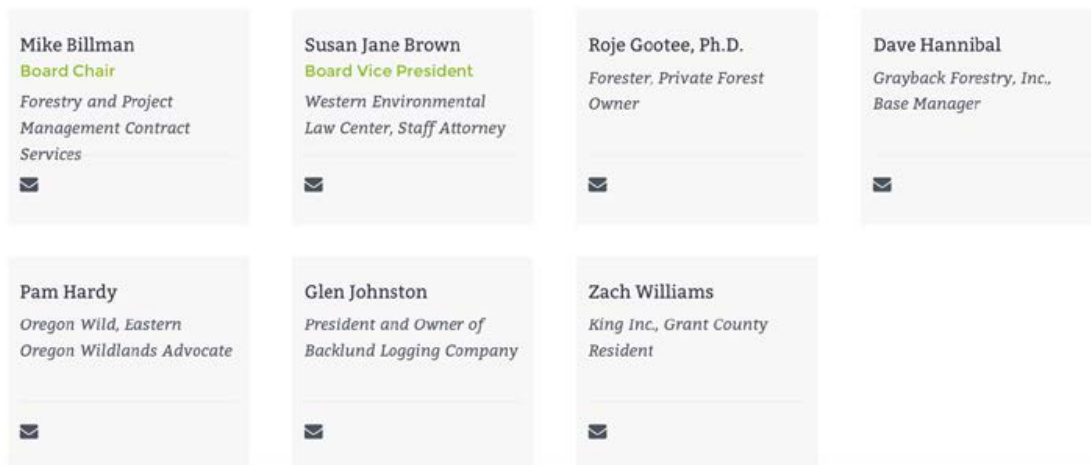 Mike Billman
Board Chair
Forestry and Project
Management Contract
Services
Susan Jane Brown
Board Vice President
Western Environmental
Law Center, Staff Attorney
Roje Gootee, Ph.D.
Forester, Private Forest
Owner
Dave Hannibal
Grayback Forestry, Inc.,
Base Manager
Pam Hardy
Oregon Wild, Eastern
Oregon Wildlands Advocate
Glen Johnston
President and Owner of
Backlund Logging Company
Zach Williams
King Inc., Grant County
Resident